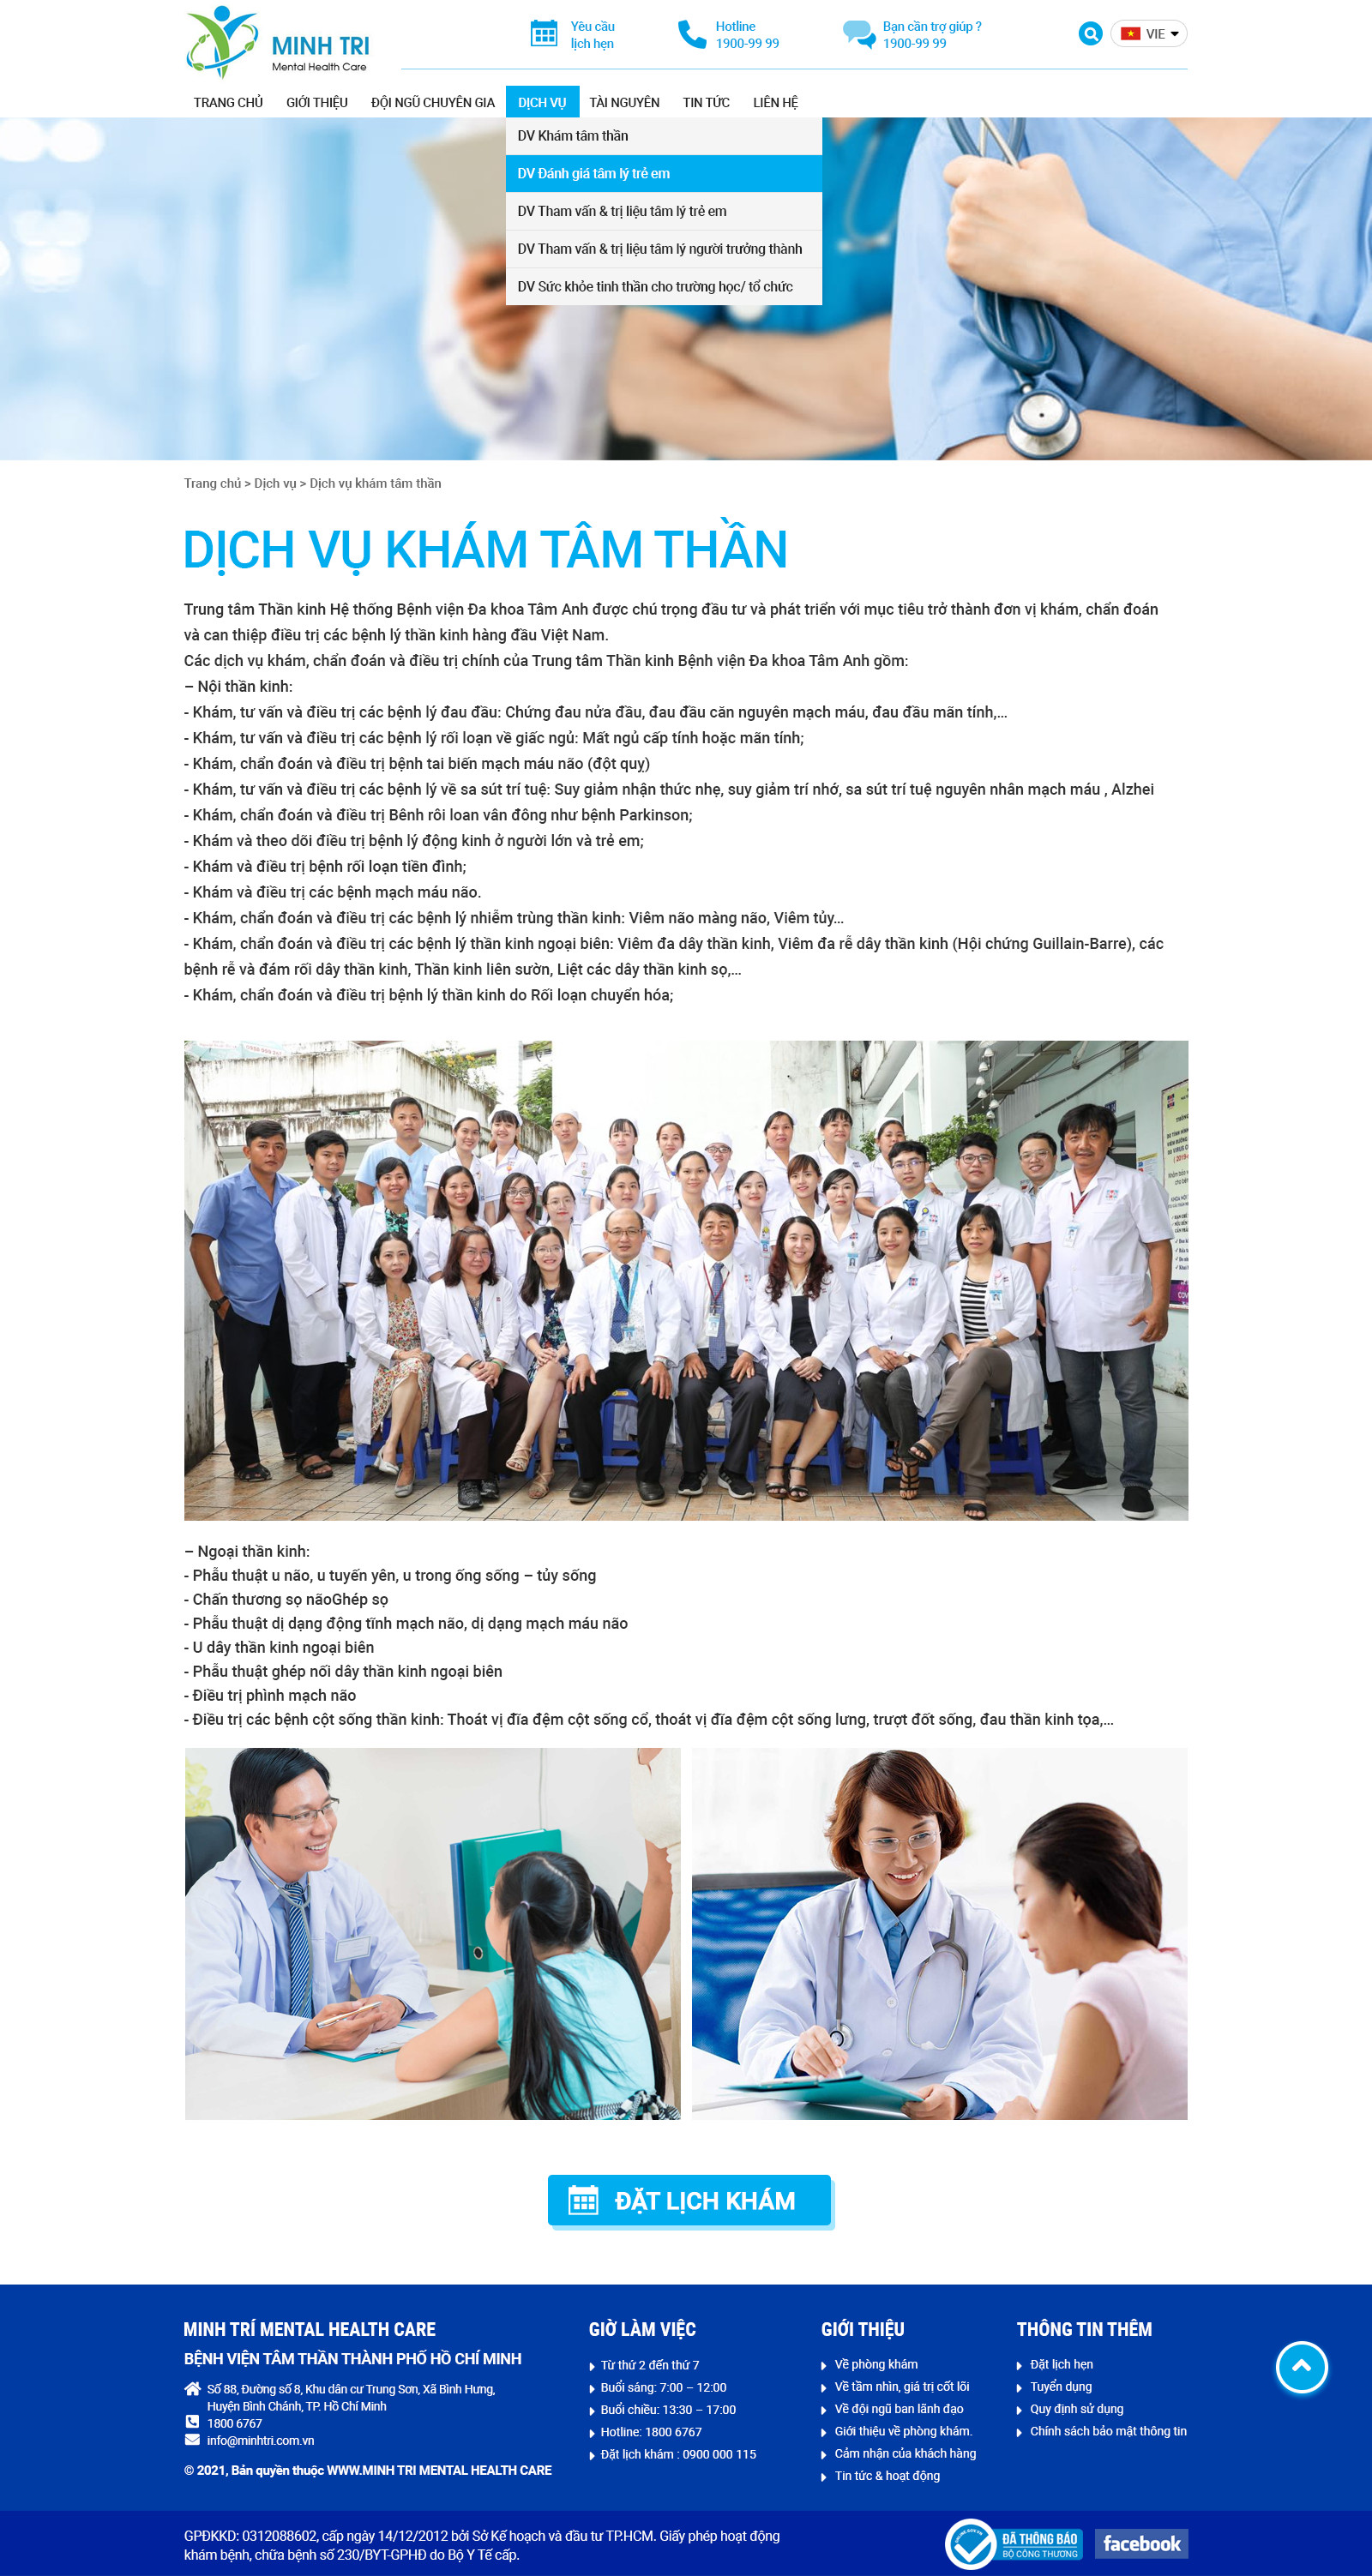 MINH TRI
Mental Health Care
Yêu cầu
lịch hẹn
Hotline
1900-99 99
Bạn cần trợ giúp ?
1900-99 99
VIE
TRANG CHỦ
GIỚI THIỆU
ĐỘI NGŨ CHUYÊN GIA
DỊCH VỤ
TÀI NGUYÊN
TIN TỨC
LIÊN HỆ
DV Khám tâm thần
DV Đánh giá tâm lý trẻ em
DV Tham vấn & trị liệu tâm lý trẻ em
DV Tham vấn & trị liệu tâm lý người trưởng thành
DV Sức khỏe tinh thần cho trường học/ tổ chức
Trang chủ > Dịch vụ > Dịch vụ khám tâm thần
DỊCH VỤ KHÁM TÂM THẦN
Trung tâm Thần kinh Hệ thống Bệnh viện Đa khoa Tâm Anh được chú trọng đầu tư và phát triển với mục tiêu trở thành đơn vị khám, chẩn đoán
và can thiệp điều trị các bệnh lý thần kinh hàng đầu Việt Nam.
Các dịch vụ khám, chẩn đoán và điều trị chính của Trung tâm Thần kinh Bệnh viện Đa khoa Tâm Anh gồm:
– Nội thần kinh:
- Khám, tư vấn và điều trị các bệnh lý đau đầu: Chứng đau nửa đầu, đau đầu căn nguyên mạch máu, đau đầu mãn tính,...
- Khám, tư vấn và điều trị các bệnh lý rối loạn về giấc ngủ: Mất ngủ cấp tính hoặc mãn tính;
- Khám, chẩn đoán và điều trị bệnh tai biến mạch máu não (đột quỵ)
- Khám, tư vấn và điều trị các bệnh lý về sa sút trí tuệ: Suy giảm nhận thức nhẹ, suy giảm trí nhớ, sa sút trí tuệ nguyên nhân mạch máu , Alzhei
- Khám, chẩn đoán và điều trị Bênh rôi loan vân đông như bệnh Parkinson;
- Khám và theo dõi điều trị bệnh lý động kinh ở người lớn và trẻ em;
- Khám và điều trị bệnh rối loạn tiền đình;
- Khám và điều trị các bệnh mạch máu não.
- Khám, chẩn đoán và điều trị các bệnh lý nhiễm trùng thần kinh: Viêm não màng não, Viêm tủy...
- Khám, chẩn đoán và điều trị các bệnh lý thần kinh ngoại biên: Viêm đa dây thần kinh, Viêm đa rễ dây thần kinh (Hội chứng Guillain-Barre), các
bệnh rễ và đám rối dây thần kinh, Thần kinh liên sườn, Liệt các dây thần kinh sọ,...
- Khám, chẩn đoán và điều trị bệnh lý thần kinh do Rối loạn chuyển hóa;
– Ngoại thần kinh:
- Phẫu thuật u não, u tuyến yên, u trong ống sống – tủy sống
- Chấn thương sọ nãoGhép sọ
- Phẫu thuật dị dạng động tĩnh mạch não, dị dạng mạch máu não
- U dây thần kinh ngoại biên
- Phẫu thuật ghép nối dây thần kinh ngoại biên
- Điều trị phình mạch não
- Điều trị các bệnh cột sống thần kinh: Thoát vị đĩa đệm cột sống cổ, thoát vị đĩa đệm cột sống lưng, trượt đốt sống, đau thần kinh tọa,...
ĐẶT LỊCH KHÁM
MINH TRÍ MENTAL HEALTH CARE
BỆNH VIỆN TÂM THẦN THÀNH PHỐ HỒ CHÍ MINH
Số 88, Đường số 8, Khu dân cư Trung Sơn, Xã Bình Hưng,
Huyện Bình Chánh, TP. Hồ Chí Minh
1800 6767
info@minhtri.com.vn
© 2021, Bản quyền thuộc WWW.MINH TRI MENTAL HEALTH CARE
GIỜ LÀM VIỆC
Từ thứ 2 đến thứ 7
Buổi sáng: 7:00 – 12:00
Buổi chiều: 13:30 – 17:00
Hotline: 1800 6767
Đặt lịch khám : 0900 000 115
GIỚI THIỆU
Về phòng khám
Về tầm nhìn, giá trị cốt lõi
Về đội ngũ ban lãnh đạo
Giới thiệu về phòng khám.
Cảm nhận của khách hàng
Tin tức & hoạt động
THÔNG TIN THÊM
Đặt lịch hẹn
Tuyển dụng
Quy định sử dụng
Chính sách bảo mật thông tin
GPĐKKD: 0312088602, cấp ngày 14/12/2012 bởi Sở Kế hoạch và đầu tư TP.HCM. Giấy phép hoạt động
khám bệnh, chữa bệnh số 230/BYT-GPHĐ do Bộ Y Tế cấp.
ĐÃ THÔNG BÁO
BỘ CÔNG THƯƠNG
facebook